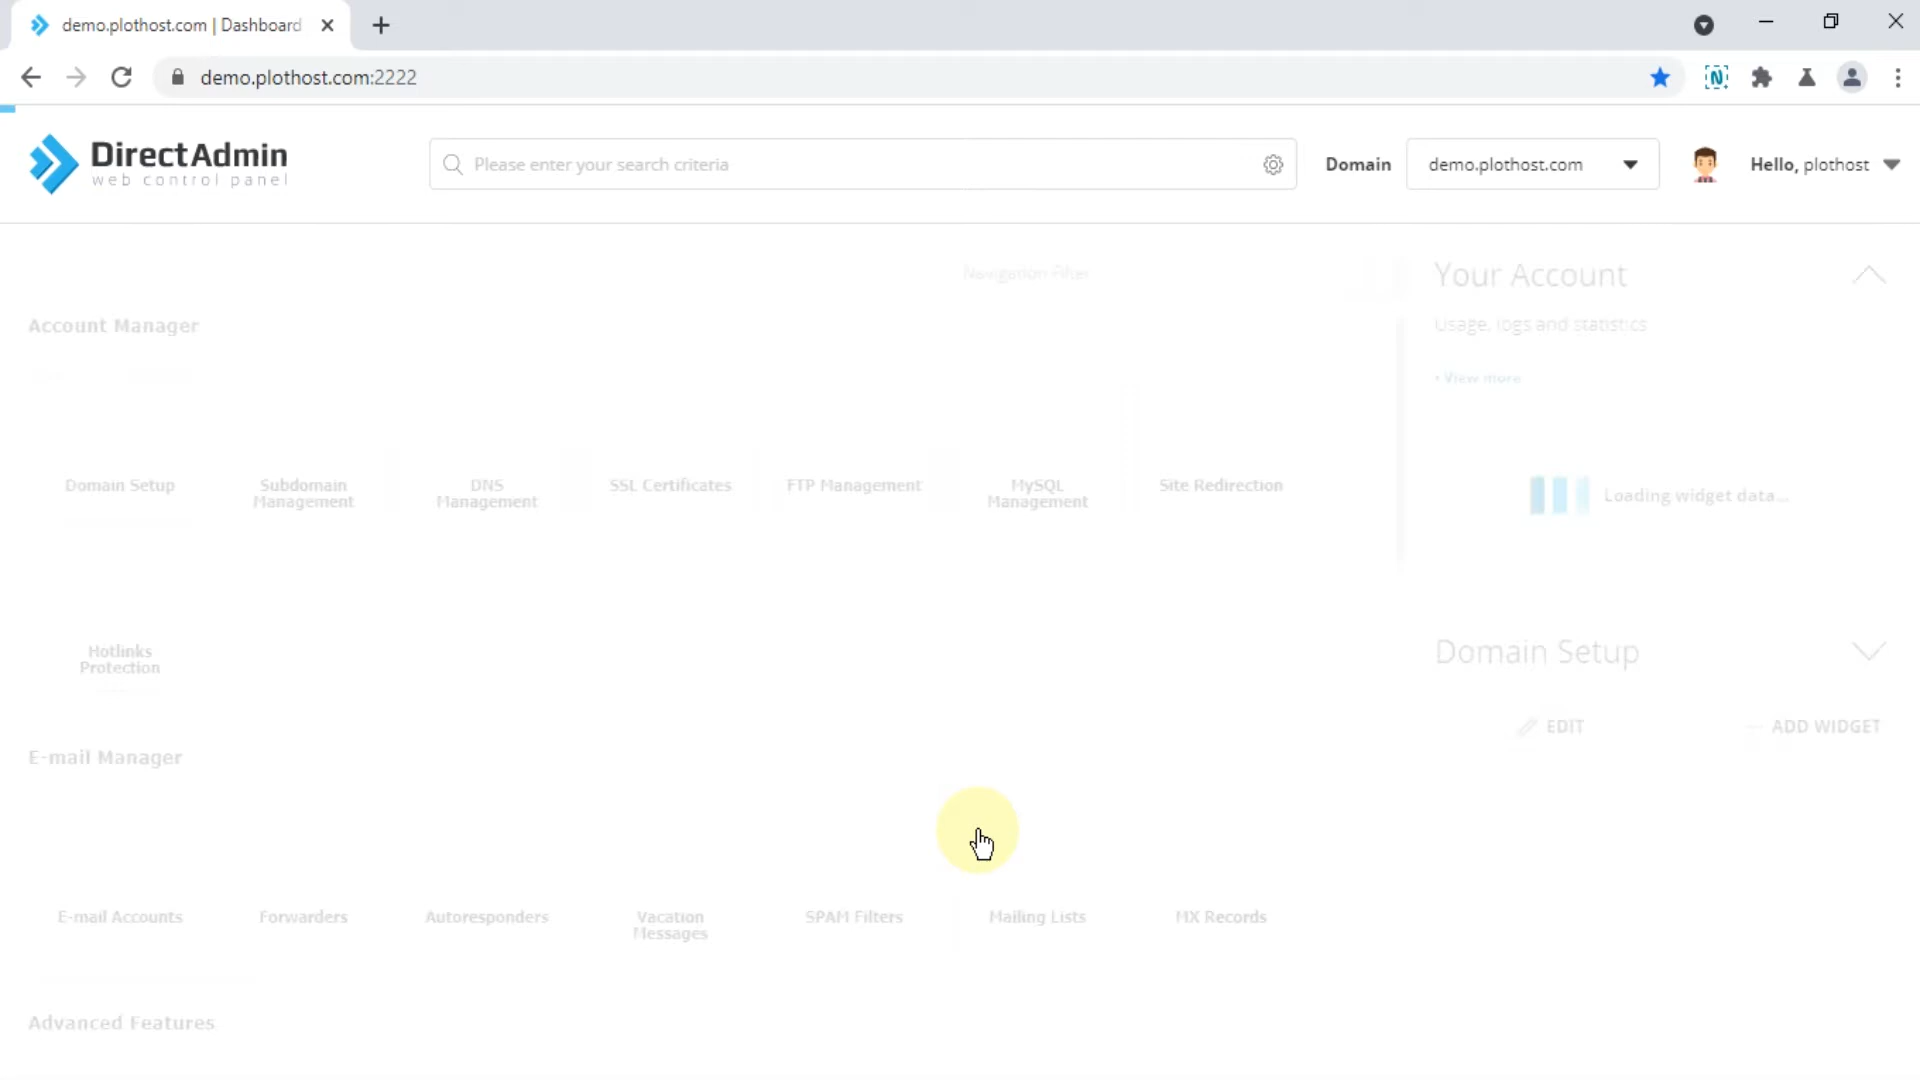 demo.plothost.com | Dashboard
demo.plothost.com:2222
DirectAdmin
web control panel
Please enter your search criteria
Domain
demo.plothost.com
Hello, plothost
Navigation Filter
Your Account
Account Manager
Usage, logs and statistics
• View more
Domain Setup
Subdomain
Management
DNS
Management
SSL Certificates
FTP Management
MySQL
Management
Site Redirection
Loading widget data...
Hotlinks
Protection
Domain Setup
EDIT
ADD WIDGET
E-mail Manager
E-mail Accounts
Forwarders
Autoresponders
Vacation
Messages
SPAM Filters
Mailing Lists
MX Records
Advanced Features